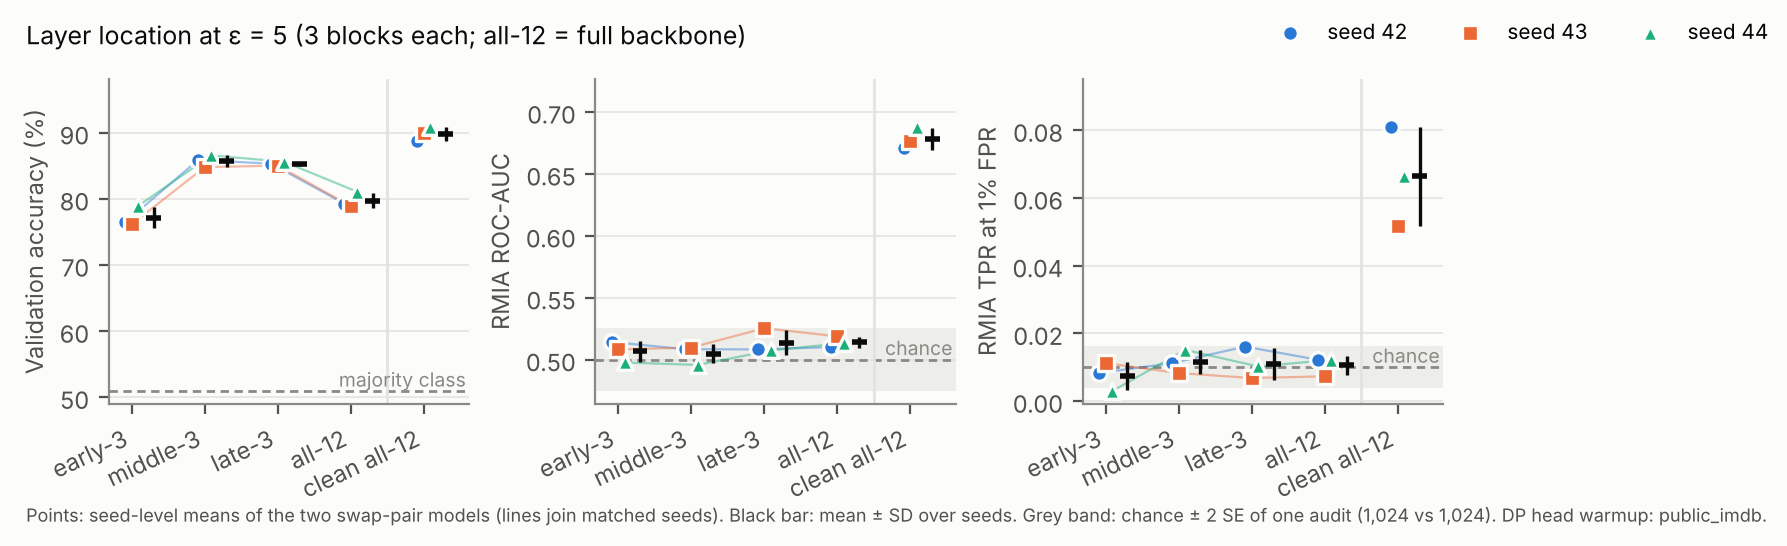 Layer location at ε = 5 (3 blocks each; all-12 = full backbone)
seed 42
seed 43
seed 44
Validation accuracy (%)
90
80
70
60
50
majority class
early-3
middle-3
late-3
all-12
clean all-12
RMIA ROC-AUC
0.70
0.65
0.60
0.55
0.50
chance
early-3
middle-3
late-3
all-12
clean all-12
RMIA TPR at 1% FPR
0.08
0.06
0.04
0.02
0.00
chance
early-3
middle-3
late-3
all-12
clean all-12
Points: seed-level means of the two swap-pair models (lines join matched seeds). Black bar: mean ± SD over seeds. Grey band: chance ± 2 SE of one audit (1,024 vs 1,024). DP head warmup: public_imdb.